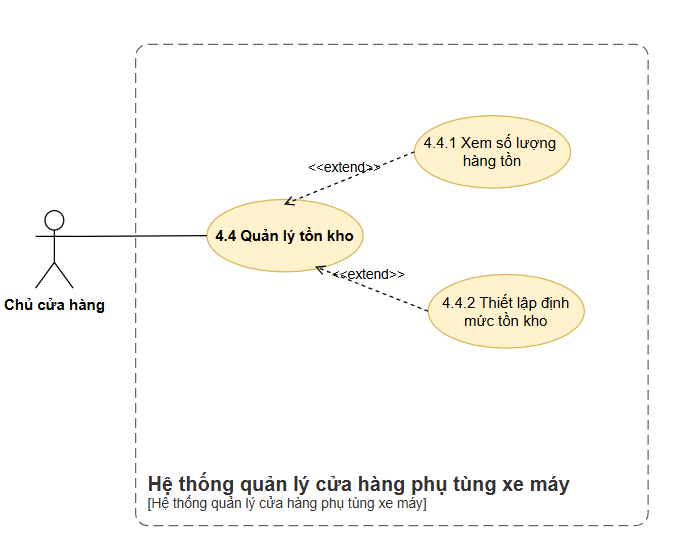 4.4.1 Xem số lượng
hàng tồn
<<extend>>
4.4 Quản lý tồn kho
<<extend>>
4.4.2 Thiết lập định
mức tồn kho
Chủ cửa hàng
Hệ thống quản lý cửa hàng phụ tùng xe máy
[Hệ thống quản lý cửa hàng phụ tùng xe máy]